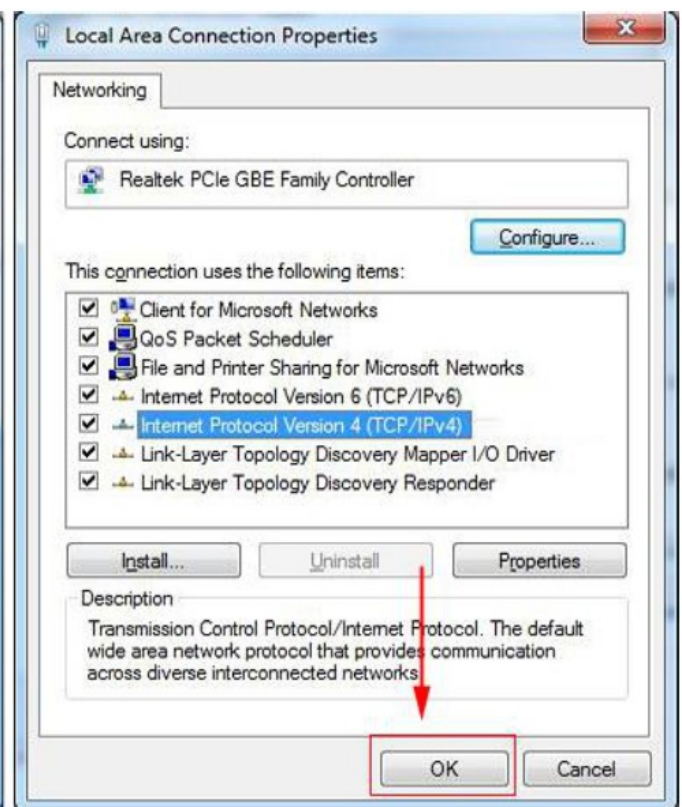 Local Area Connection Properties
Networking
Connect using:
Realtek PCIe GBE Family Controller
Configure...
This connection uses the following items:
Client for Microsoft Networks
QoS Packet Scheduler
File and Printer Sharing for Microsoft Networks
Internet Protocol Version 6 (TCP/IPv6)
Internet Protocol Version 4 (TCP/IPv4)
Link-Layer Topology Discovery Mapper I/O Driver
Link-Layer Topology Discovery Responder
Install... Uninstall Properties
Description
Transmission Control Protocol/Internet Protocol. The default
wide area network protocol that provides communication
across diverse interconnected networks.
OK Cancel